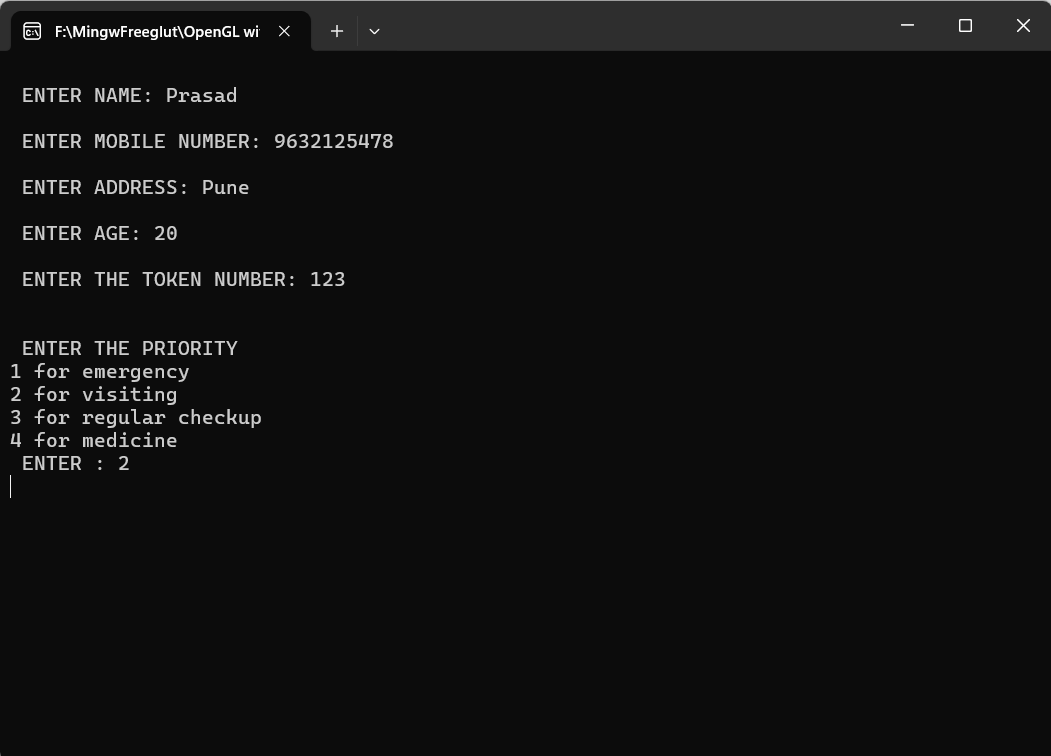 F:\MingwFreeglut\OpenGL wi
ENTER NAME: Prasad
ENTER MOBILE NUMBER: 9632125478
ENTER ADDRESS: Pune
ENTER AGE: 20
ENTER THE TOKEN NUMBER: 123
ENTER THE PRIORITY
1 for emergency
2 for visiting
3 for regular checkup
4 for medicine
ENTER : 2